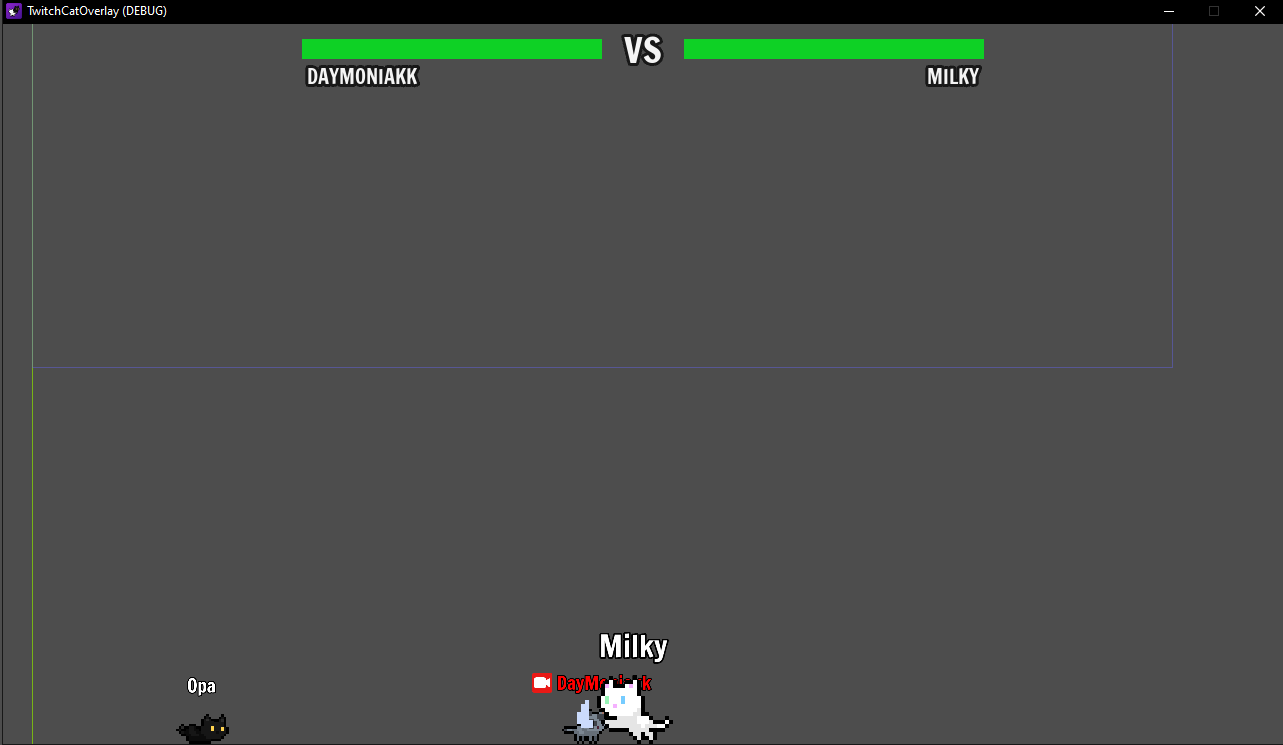 TwitchCatOverlay (DEBUG)
VS
DAYMONiAKK
MiLKY
Milky
Opa